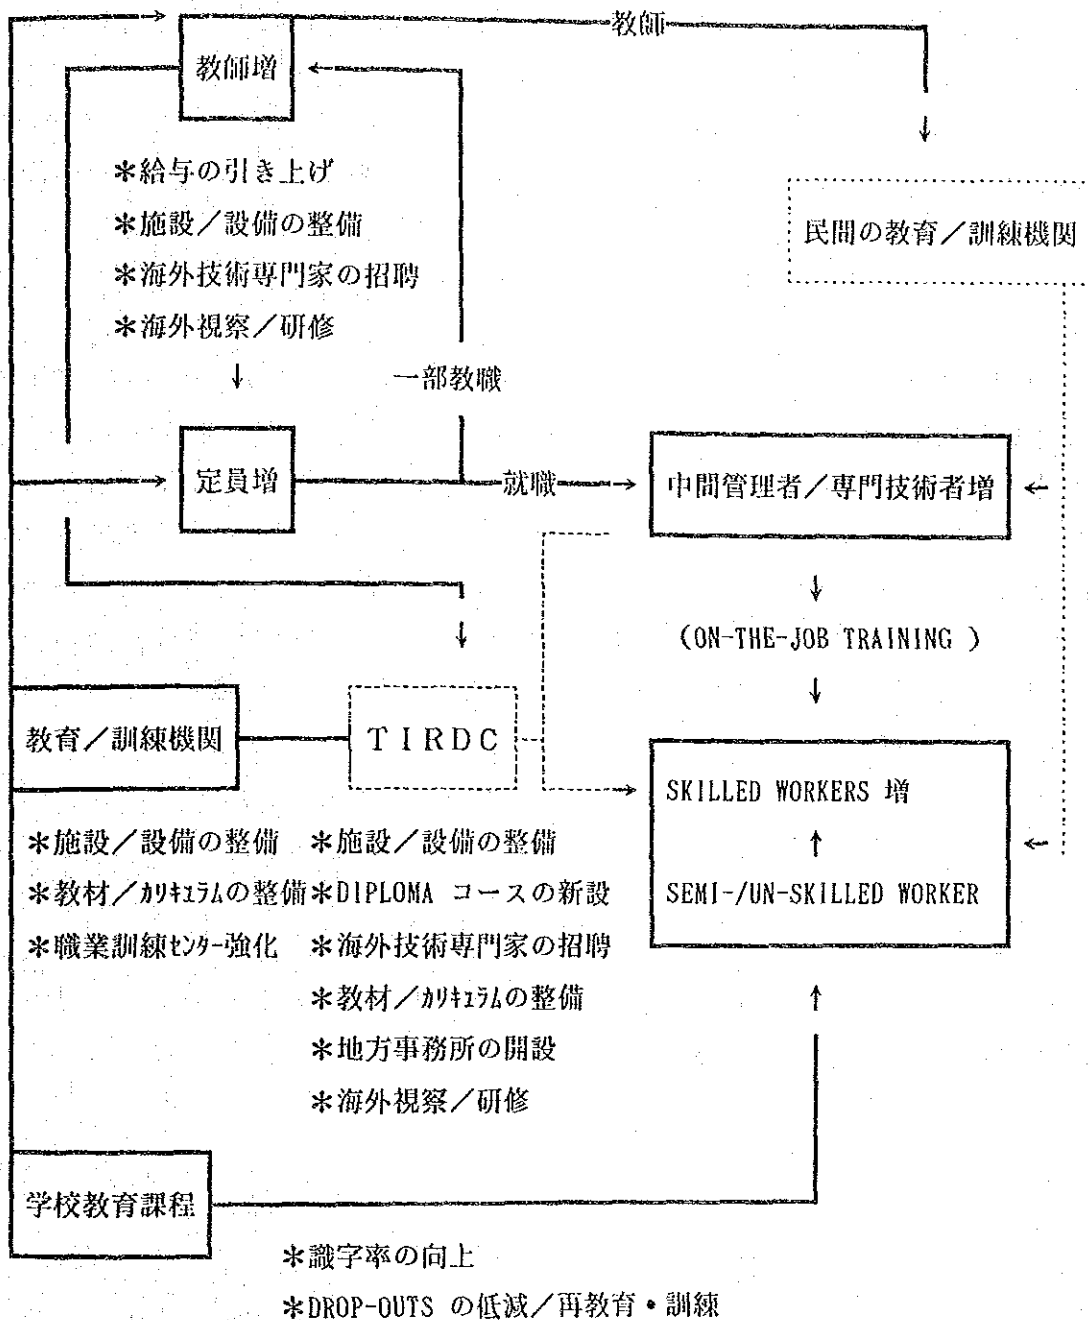 教師
教師増
＊給与の引き上げ
＊施設／設備の整備
＊海外技術専門家の招聘
＊海外視察／研修
民間の教育／訓練機関
一部教職
定員増
就職
中間管理者／専門技術者増
（ON-THE-JOB TRAINING ）
教育／訓練機関
ＴＩＲＤＣ
SKILLED WORKERS 増
SEMI-/UN-SKILLED WORKER
＊施設／設備の整備
＊教材／ｶﾘｷｭﾗﾑの整備
＊職業訓練ｾﾝﾀｰ強化
＊施設／設備の整備
＊DIPLOMA コースの新設
＊海外技術専門家の招聘
＊教材／ｶﾘｷｭﾗﾑの整備
＊地方事務所の開設
＊海外視察／研修
学校教育課程
＊識字率の向上
＊DROP-OUTS の低減／再教育・訓練